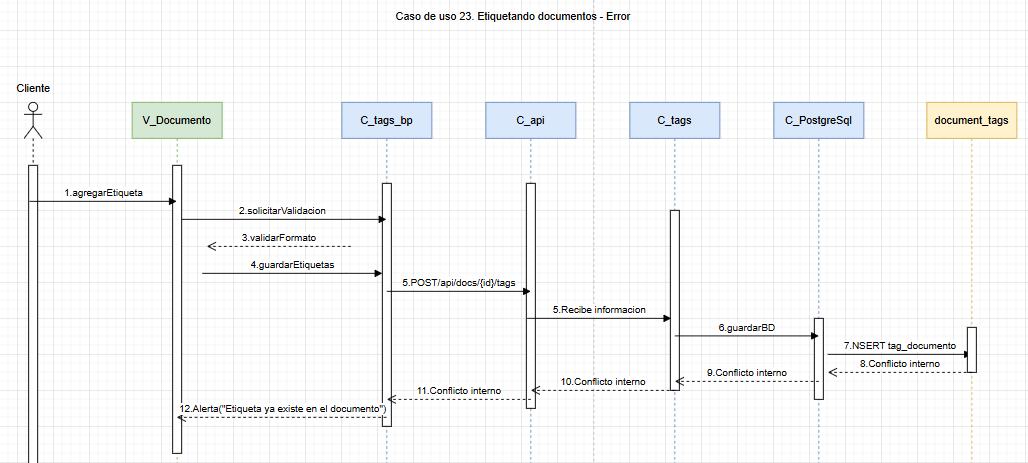 Caso de uso 23. Etiquetando documentos - Error
Cliente
V_Documento
C_tags_bp
C_api
C_tags
C_PostgreSql
document_tags
1.agregarEtiqueta
2.solicitarValidacion
3.validarFormato
4.guardarEtiquetas
5.POST/api/docs/{id}/tags
5.Recibe informacion
6.guardarBD
7.NSERT tag_documento
8.Conflicto interno
9.Conflicto interno
10.Conflicto interno
11.Conflicto interno
12.Alerta("Etiqueta ya existe en el documento")